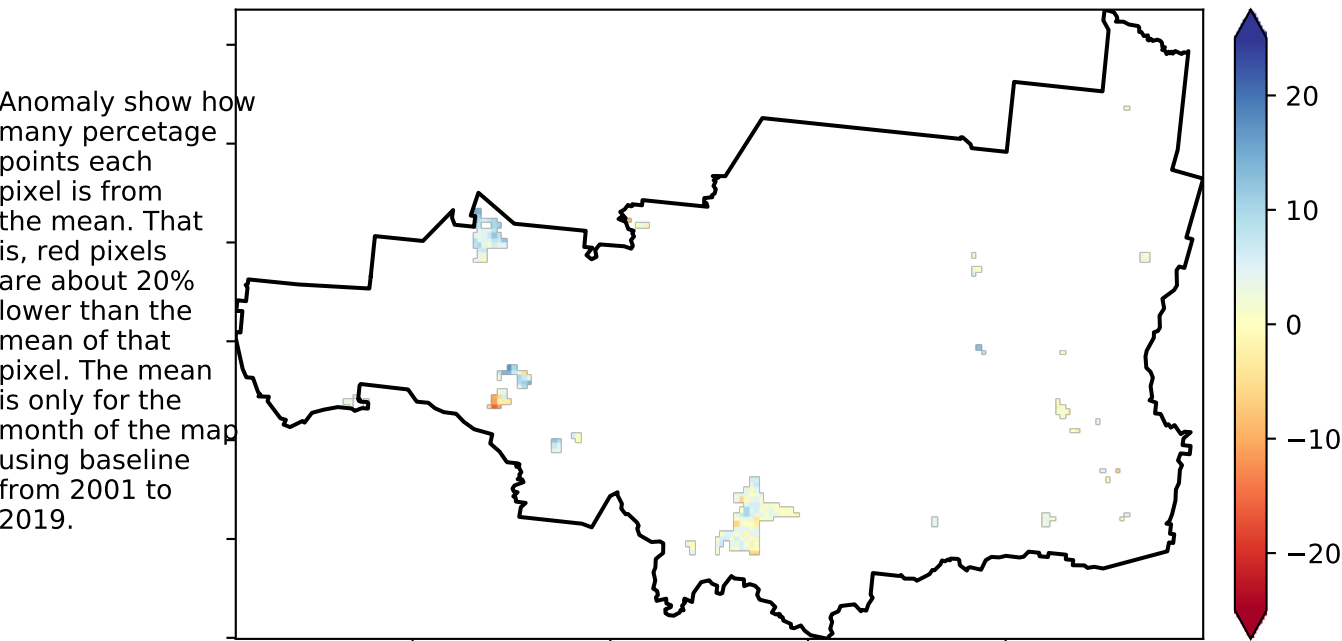 Anomaly show how
many percetage
points each
pixel is from
the mean. That
is, red pixels
are about 20%
lower than the
mean of that
pixel. The mean
is only for the
month of the map
using baseline
from 2001 to
2019.
20
10
0
−10
−20